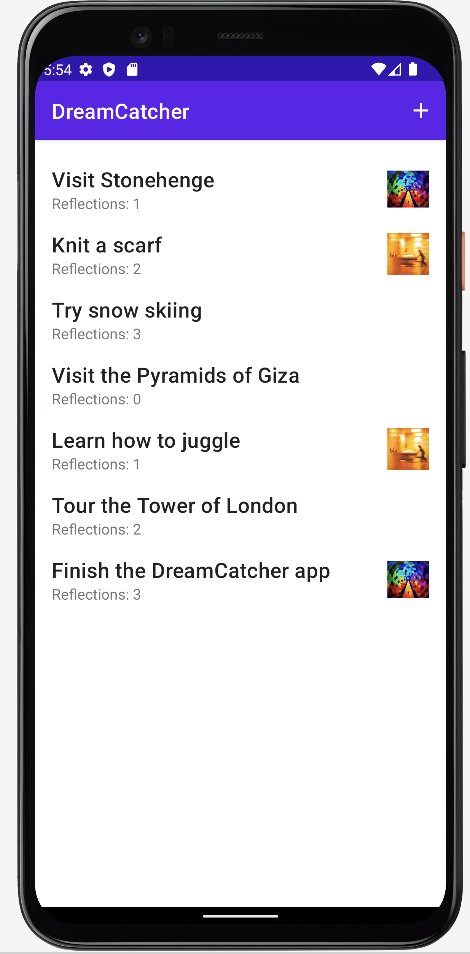 5:54
DreamCatcher
+
Visit Stonehenge
Reflections: 1
Knit a scarf
Reflections: 2
Try snow skiing
Reflections: 3
Visit the Pyramids of Giza
Reflections: 0
Learn how to juggle
Reflections: 1
Tour the Tower of London
Reflections: 2
Finish the DreamCatcher app
Reflections: 3